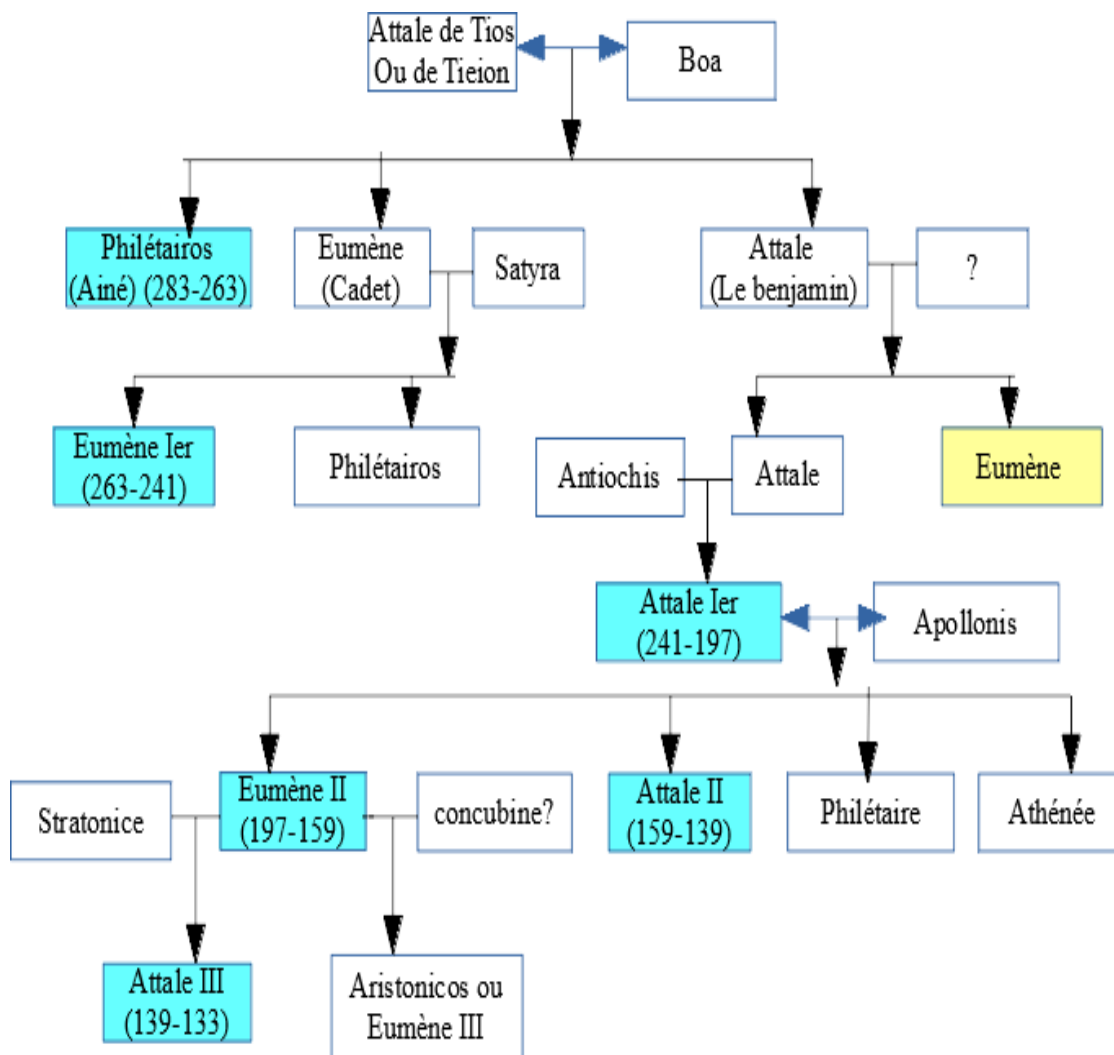 Attale de Tios
Ou de Tieion
Boa
Philétairos
(Ainé) (283-263)
Eumène
(Cadet)
Satyra
Attale
(Le benjamin)
?
Eumène Ier
(263-241)
Philétairos
Antiochis
Attale
Eumène
Attale Ier
(241-197)
Apollonis
Stratonice
Eumène II
(197-159)
concubine?
Attale II
(159-139)
Philétaire
Athénée
Attale III
(139-133)
Aristonicos ou
Eumène III